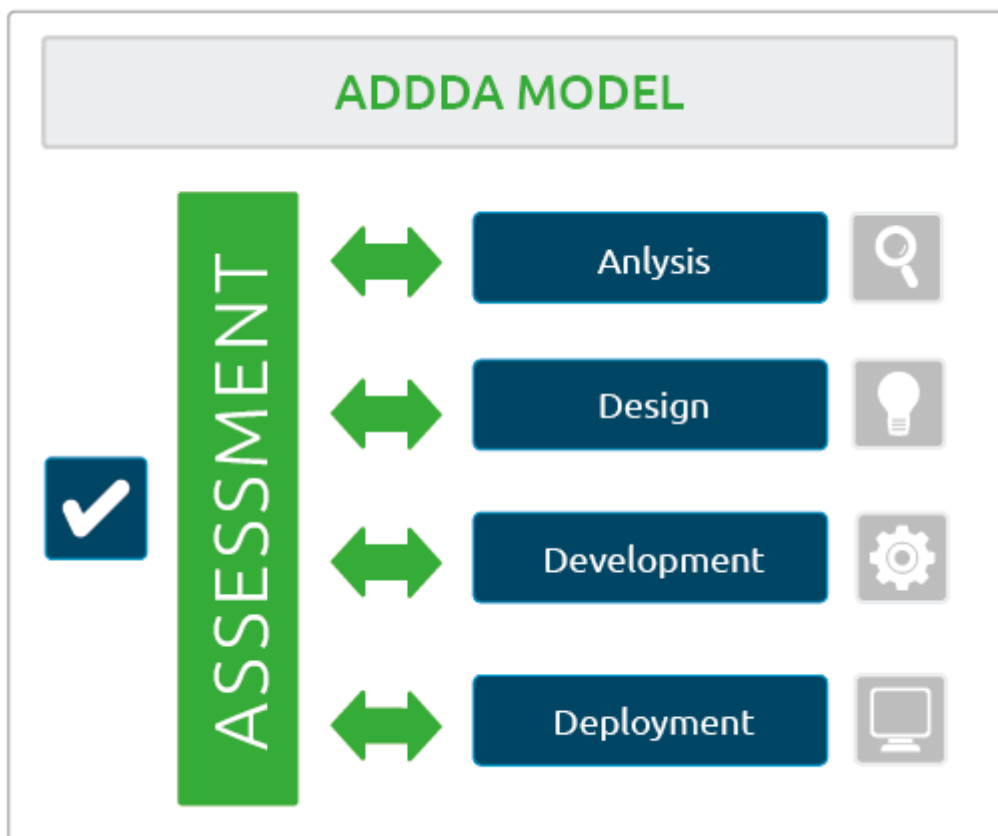 ADDDA MODEL
ASSESSMENT
Anlysis
Design
Development
Deployment